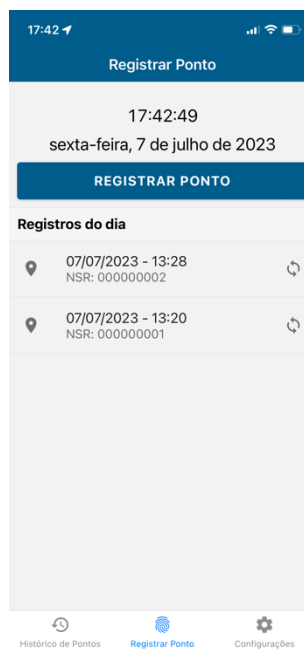 17:42
Registrar Ponto
17:42:49
sexta-feira, 7 de julho de 2023
REGISTRAR PONTO
Registros do dia
07/07/2023 - 13:28
NSR: 000000002
07/07/2023 - 13:20
NSR: 000000001
Histórico de Pontos
Registrar Ponto
Configurações